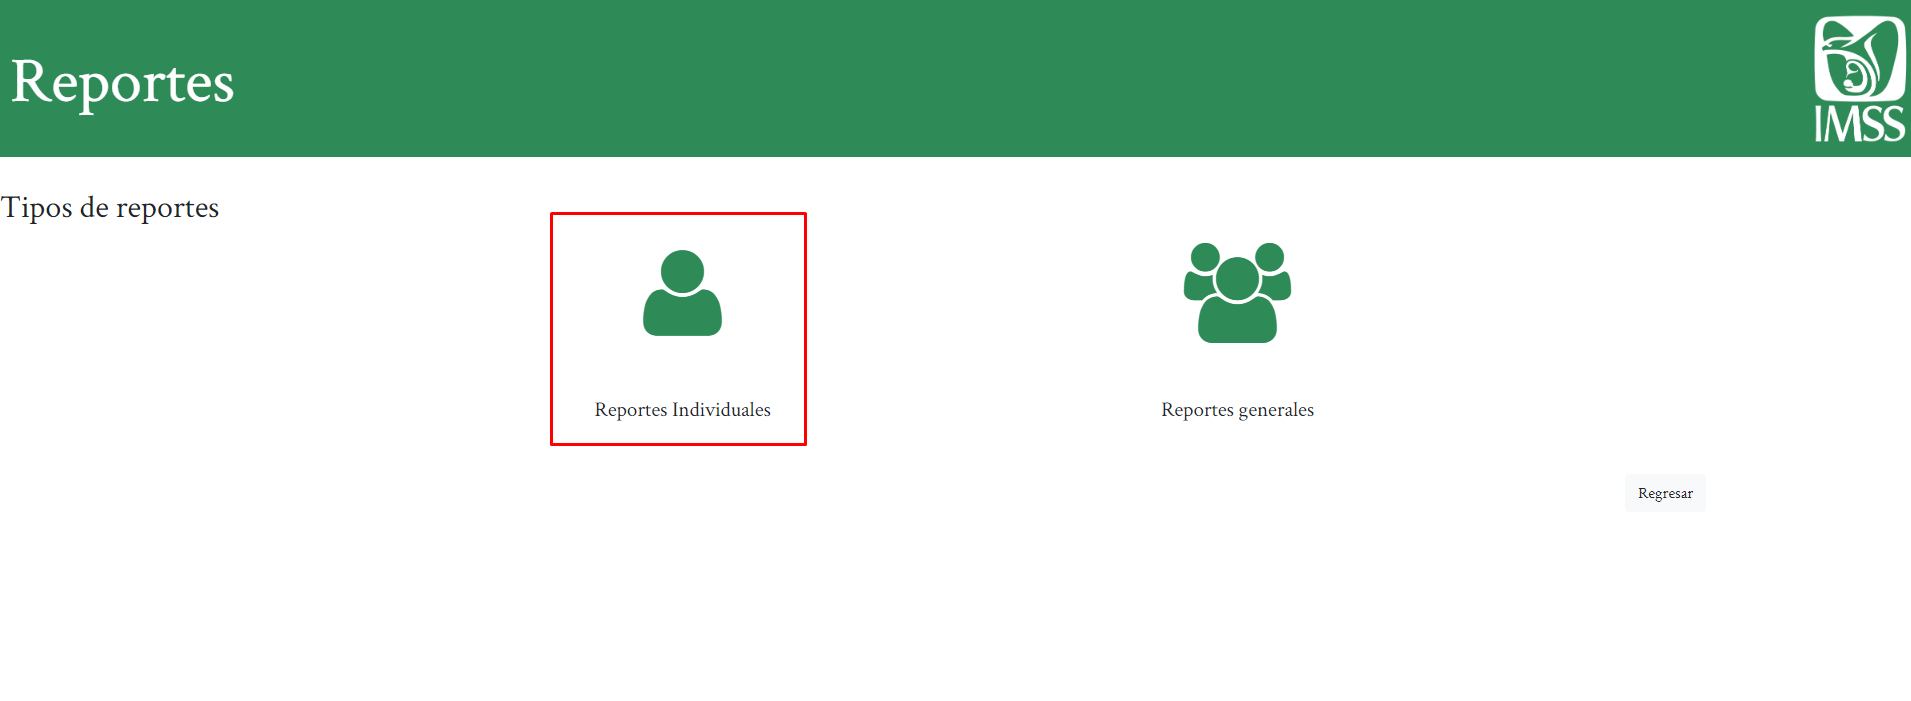 Reportes
IMSS
Tipos de reportes
Reportes Individuales
Reportes generales
Regresar